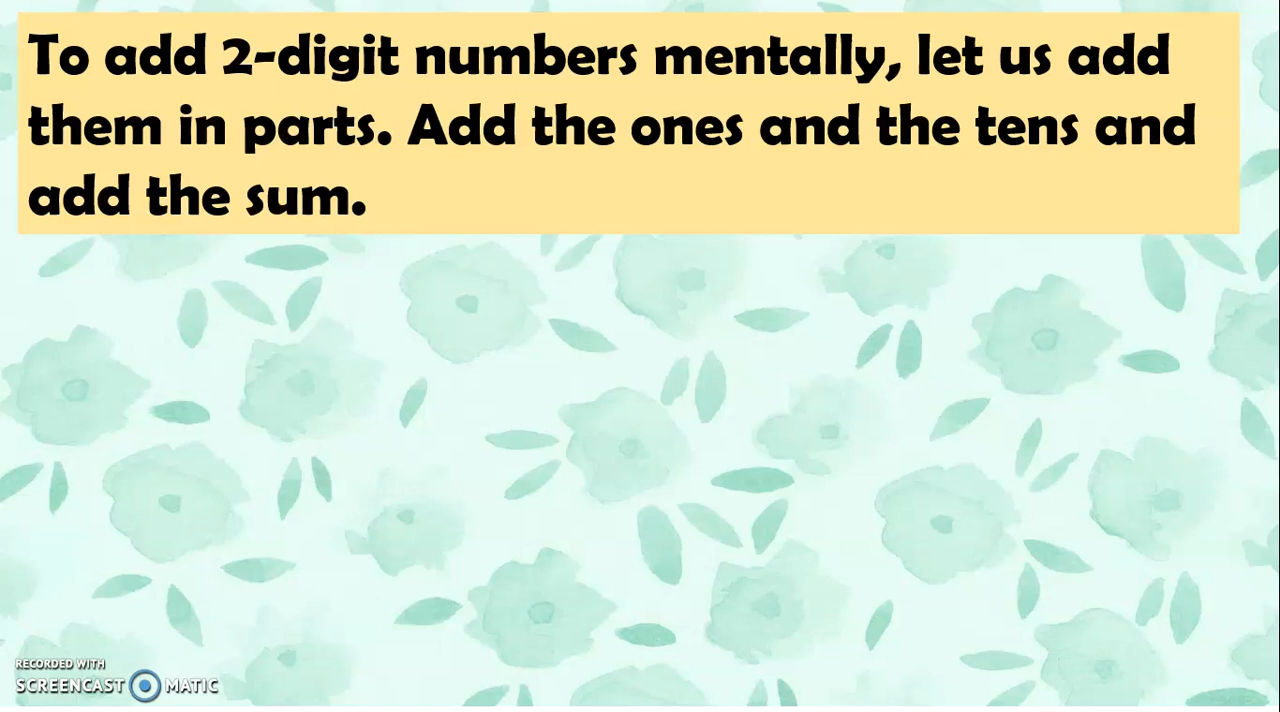 To add 2-digit numbers mentally, let us add
them in parts. Add the ones and the tens and
add the sum.
RECORDED WITH
SCREENCAST MATIC